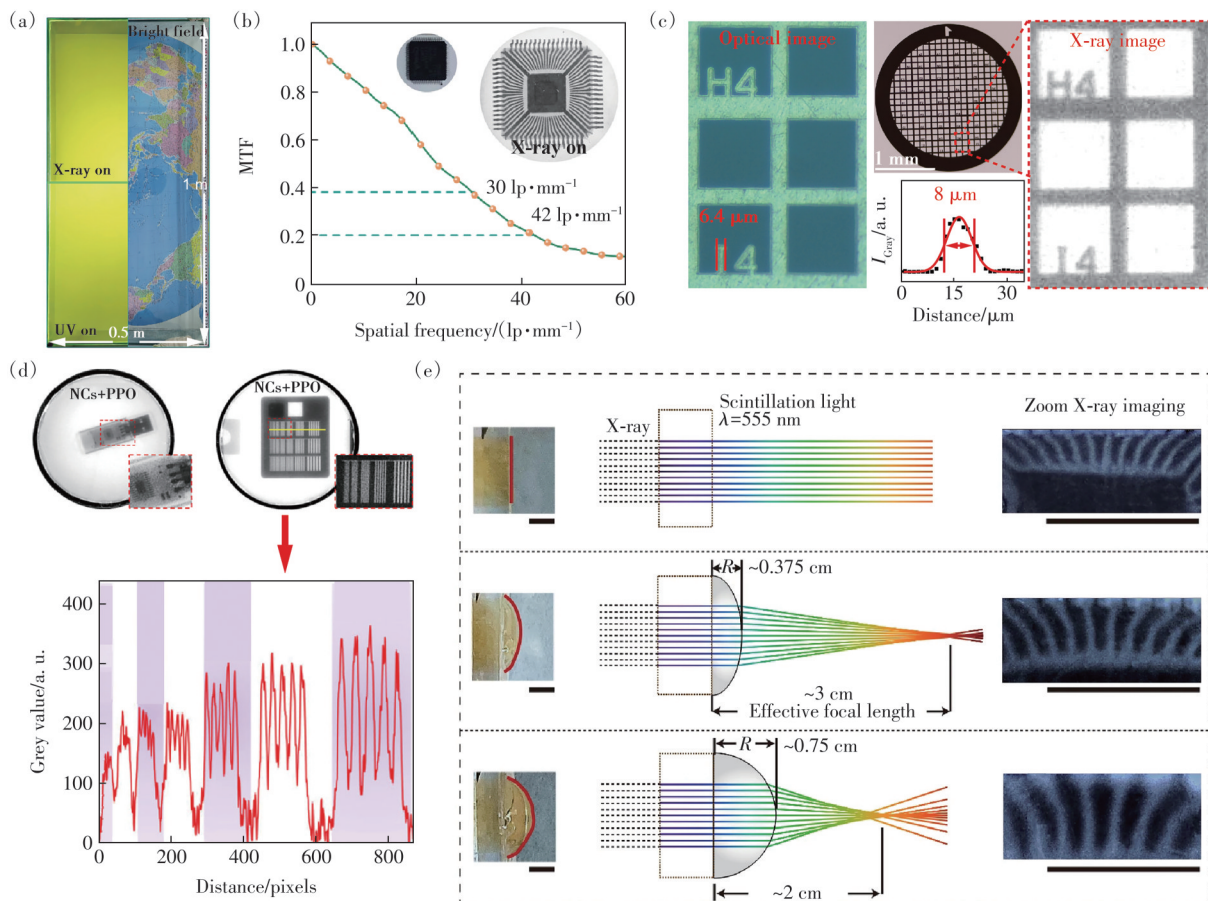 (a)
Bright field
X-ray on
1 m
UV on
0.5 m
(b)
1.0
0.8
0.6
0.4
0.2
0
MTF
X-ray on
30 lp·mm⁻¹
42 lp·mm⁻¹
0
20
40
60
Spatial frequency/(lp·mm⁻¹)
(c)
Optical image
H4
6.4 μm
14
1
1 mm
8 μm
I_Gray/a. u.
0
15
30
Distance/μm
X-ray image
H4
I4
(d)
NCs+PPO
NCs+PPO
400
300
200
100
0
Grey value/a. u.
0
200
400
600
800
Distance/pixels
(e)
X-ray
Scintillation light
λ=555 nm
Zoom X-ray imaging
R
~0.375 cm
~3 cm
Effective focal length
R
~0.75 cm
~2 cm